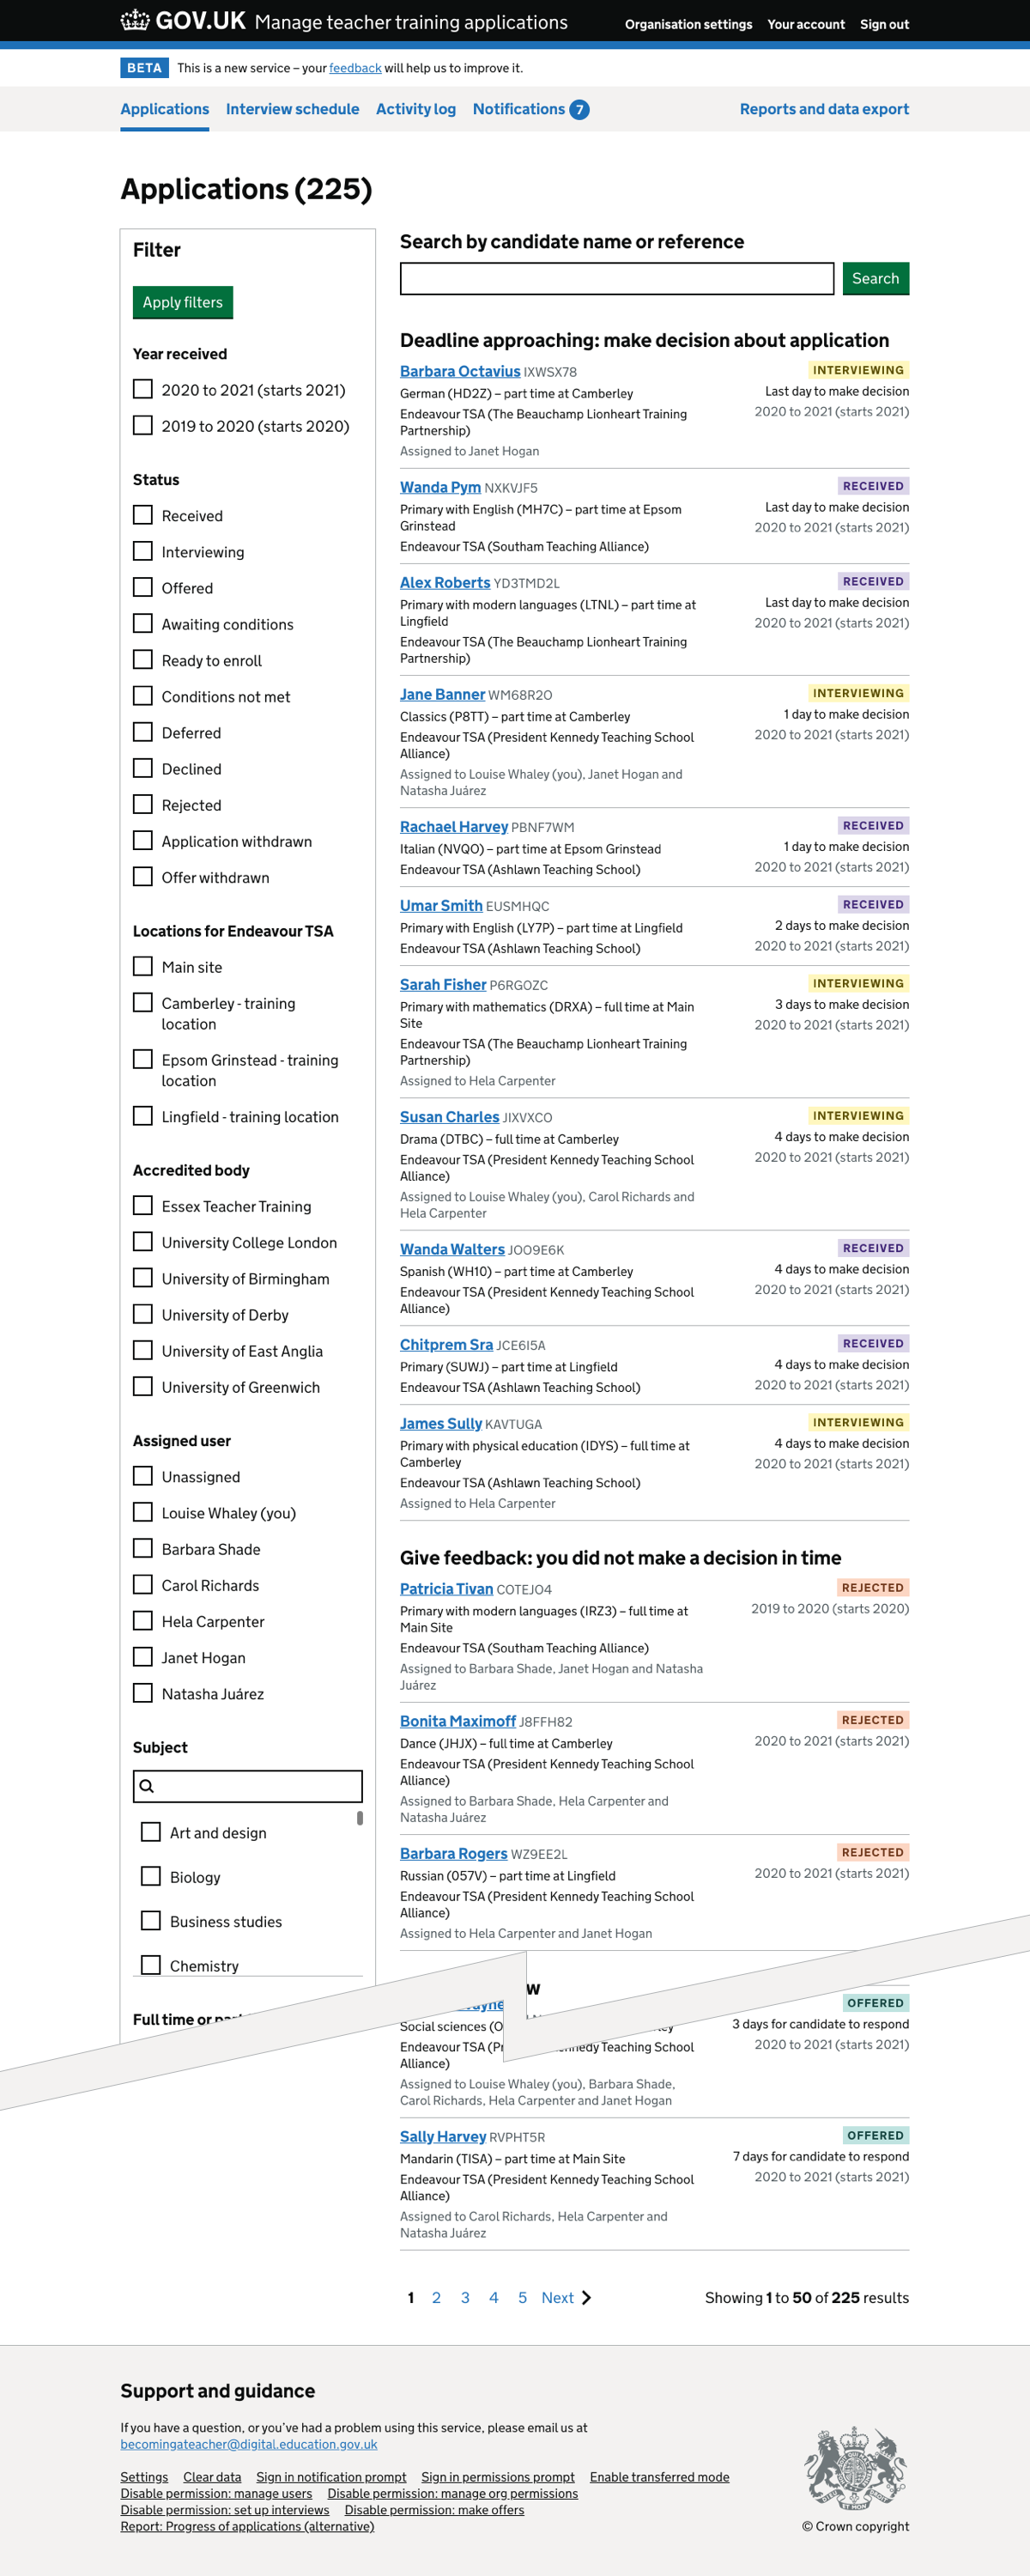 GOV.UK Manage teacher training applications
Organisation settings Your account Sign out
BETA This is a new service – your feedback will help us to improve it.
Applications Interview schedule Activity log Notifications 7 Reports and data export
Applications (225)
Filter
Apply filters
Year received
2020 to 2021 (starts 2021)
2019 to 2020 (starts 2020)
Status
Received
Interviewing
Offered
Awaiting conditions
Ready to enroll
Conditions not met
Deferred
Declined
Rejected
Application withdrawn
Offer withdrawn
Locations for Endeavour TSA
Main site
Camberley - training
location
Epsom Grinstead - training
location
Lingfield - training location
Accredited body
Essex Teacher Training
University College London
University of Birmingham
University of Derby
University of East Anglia
University of Greenwich
Assigned user
Unassigned
Louise Whaley (you)
Barbara Shade
Carol Richards
Hela Carpenter
Janet Hogan
Natasha Juárez
Subject
Art and design
Biology
Business studies
Chemistry
Full time or
Search by candidate name or reference
Search
Deadline approaching: make decision about application
Barbara Octavius IXWSX78
INTERVIEWING
German (HD2Z) – part time at Camberley
Last day to make decision
Endeavour TSA (The Beauchamp Lionheart Training
Partnership)
2020 to 2021 (starts 2021)
Assigned to Janet Hogan
Wanda Pym NXKVJF5
RECEIVED
Primary with English (MH7C) – part time at Epsom
Grinstead
Last day to make decision
2020 to 2021 (starts 2021)
Endeavour TSA (Southam Teaching Alliance)
Alex Roberts YD3TMD2L
RECEIVED
Primary with modern languages (LTNL) – part time at
Lingfield
Last day to make decision
2020 to 2021 (starts 2021)
Endeavour TSA (The Beauchamp Lionheart Training
Partnership)
Jane Banner WM68R2O
INTERVIEWING
Classics (P8TT) – part time at Camberley
1 day to make decision
Endeavour TSA (President Kennedy Teaching School
Alliance)
2020 to 2021 (starts 2021)
Assigned to Louise Whaley (you), Janet Hogan and
Natasha Juárez
Rachael Harvey PBNF7WM
RECEIVED
Italian (NVQO) – part time at Epsom Grinstead
1 day to make decision
Endeavour TSA (Ashlawn Teaching School)
2020 to 2021 (starts 2021)
Umar Smith EUSMHQC
RECEIVED
Primary with English (LY7P) – part time at Lingfield
2 days to make decision
Endeavour TSA (Ashlawn Teaching School)
2020 to 2021 (starts 2021)
Sarah Fisher P6RGOZC
INTERVIEWING
Primary with mathematics (DRXA) – full time at Main
Site
3 days to make decision
2020 to 2021 (starts 2021)
Endeavour TSA (The Beauchamp Lionheart Training
Partnership)
Assigned to Hela Carpenter
Susan Charles JIXVXCO
INTERVIEWING
Drama (DTBC) – full time at Camberley
4 days to make decision
Endeavour TSA (President Kennedy Teaching School
Alliance)
2020 to 2021 (starts 2021)
Assigned to Louise Whaley (you), Carol Richards and
Hela Carpenter
Wanda Walters JOO9E6K
RECEIVED
Spanish (WH10) – part time at Camberley
4 days to make decision
Endeavour TSA (President Kennedy Teaching School
Alliance)
2020 to 2021 (starts 2021)
Chitprem Sra JCE6I5A
RECEIVED
Primary (SUWJ) – part time at Lingfield
4 days to make decision
Endeavour TSA (Ashlawn Teaching School)
2020 to 2021 (starts 2021)
James Sully KAVTUGA
INTERVIEWING
Primary with physical education (IDYS) – full time at
Camberley
4 days to make decision
2020 to 2021 (starts 2021)
Endeavour TSA (Ashlawn Teaching School)
Assigned to Hela Carpenter
Give feedback: you did not make a decision in time
Patricia Tivan COTEJO4
REJECTED
Primary with modern languages (IRZ3) – full time at
Main Site
2019 to 2020 (starts 2020)
Endeavour TSA (Southam Teaching Alliance)
Assigned to Barbara Shade, Janet Hogan and Natasha
Juárez
Bonita Maximoff J8FFH82
REJECTED
Dance (JHJX) – full time at Camberley
2020 to 2021 (starts 2021)
Endeavour TSA (President Kennedy Teaching School
Alliance)
Assigned to Barbara Shade, Hela Carpenter and
Natasha Juárez
Barbara Rogers WZ9EE2L
REJECTED
Russian (057V) – part time at Lingfield
2020 to 2021 (starts 2021)
Endeavour TSA (President Kennedy Teaching School
Alliance)
Assigned to Hela Carpenter and Janet Hogan
OFFERED
Social sciences
3 days for candidate to respond
Endeavour TSA Teaching School
Alliance)
2020 to 2021 (starts 2021)
Assigned to Louise Whaley (you), Barbara Shade,
Carol Richards, Hela Carpenter and Janet Hogan
Sally Harvey RVPHT5R
OFFERED
Mandarin (TISA) – part time at Main Site
7 days for candidate to respond
Endeavour TSA (President Kennedy Teaching School
Alliance)
2020 to 2021 (starts 2021)
Assigned to Carol Richards, Hela Carpenter and
Natasha Juárez
1 2 3 4 5 Next
Showing 1 to 50 of 225 results
Support and guidance
If you have a question, or you've had a problem using this service, please email us at
becomingateacher@digital.education.gov.uk
Settings Clear data Sign in notification prompt Sign in permissions prompt Enable transferred mode
Disable permission: manage users Disable permission: manage org permissions
Disable permission: set up interviews Disable permission: make offers
Report: Progress of applications (alternative)
© Crown copyright